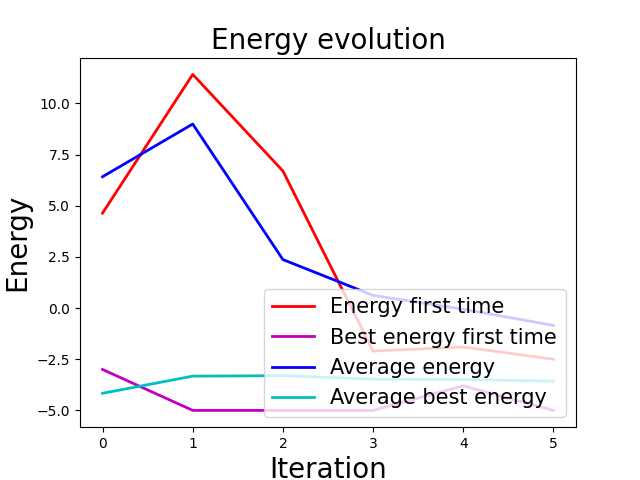 Energy evolution
Energy
10.0
7.5
5.0
2.5
0.0
−2.5
−5.0
Energy first time
Best energy first time
Average energy
Average best energy
0 1 2 3 4 5
Iteration